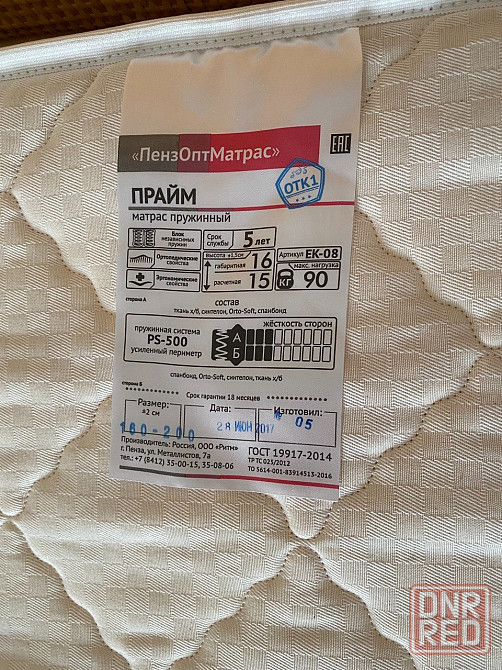 «ПензОптМатрас»
EAC
ПРАЙМ
ОТК1
матрас пружинный
Блок независимых пружин
Срок службы 5 лет
Ортопедические свойства
высота ±1,5см
габаритная 16
Артикул EK-08
Эргономические свойства
расчетная 15
КГ
макс. нагрузка 90
сторона А
состав
ткань х/б, синтепон, Orto-Soft, спанбонд
пружинная система
PS-500
усиленный периметр
жёсткость сторон
А
Б
спанбонд, Orto-Soft, синтепон, ткань х/б
сторона Б
Срок гарантии 18 месяцев
Размер:
±2 см
160-200
Дата:
28 ИЮН 2017
Изготовил:
05
Производитель: Россия, ООО «Ритм»
г. Пенза, ул. Металлистов, 7а
тел.: +7 (8412) 35-00-15, 35-08-06
ГОСТ 19917-2014
ТР ТС 025/2012
ТО 5614-001-83914513-2016
DNR
RED